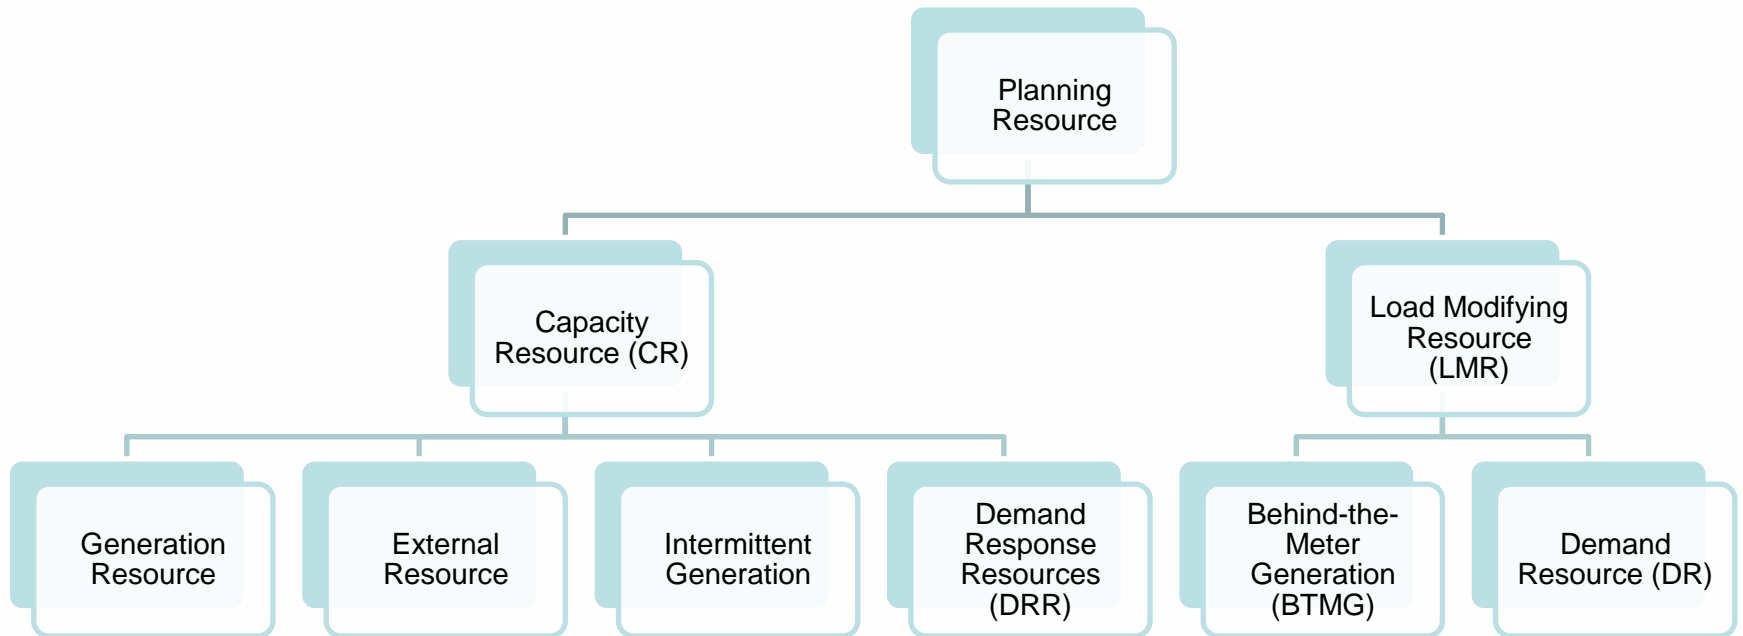 Planning
Resource
Capacity
Resource (CR)
Load Modifying
Resource
(LMR)
Generation
Resource
External
Resource
Intermittent
Generation
Demand
Response
Resources
(DRR)
Behind-the-
Meter
Generation
(BTMG)
Demand
Resource (DR)